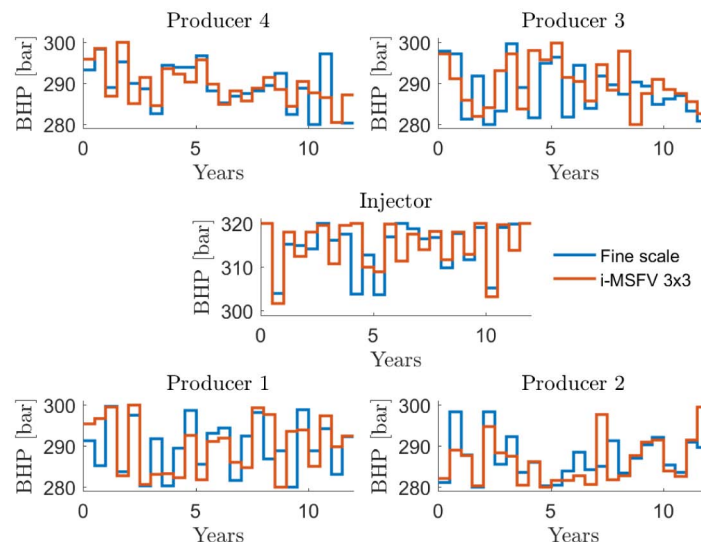 Producer 4
Producer 3
BHP [bar]
300
290
280
0
5
10
Years
BHP [bar]
300
290
280
0
5
10
Years
Injector
BHP [bar]
320
310
300
0
5
10
Years
Fine scale
i-MSFV 3x3
Producer 1
Producer 2
BHP [bar]
300
290
280
0
5
10
Years
BHP [bar]
300
290
280
0
5
10
Years